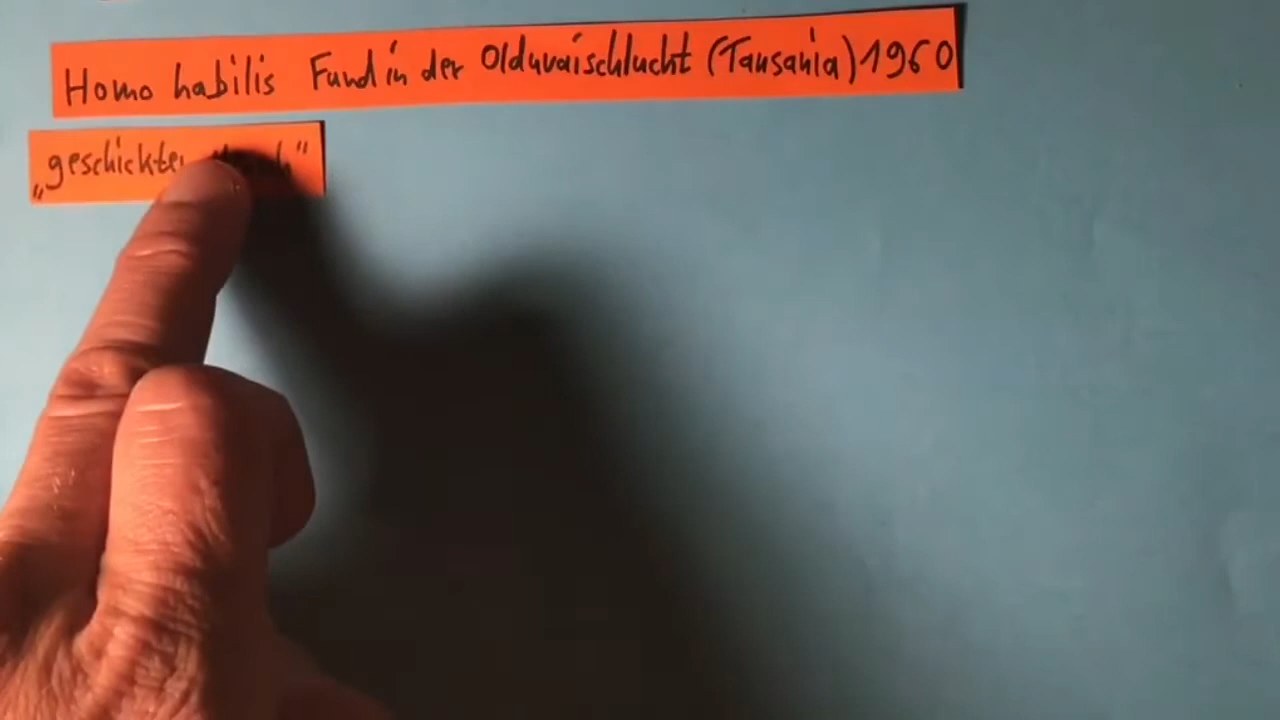 Homo habilis Fund in der Olduvaischlucht (Tansania) 1960
„geschickter